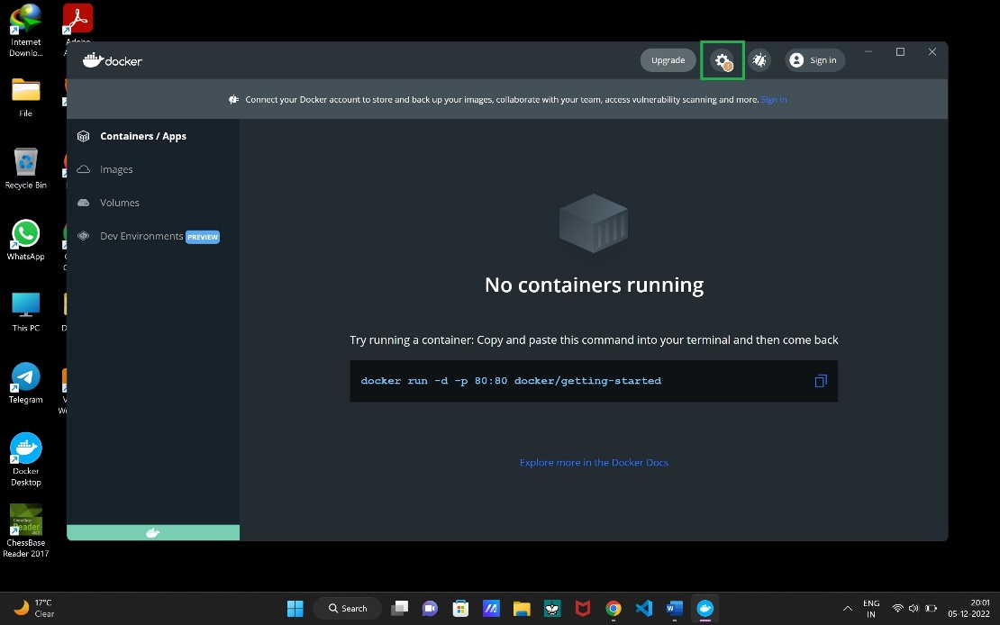 Internet
Downlo...
Adobe
A
File
Recycle Bin
WhatsApp
C
This PC
D
Telegram
V
W
Docker
Desktop
ChessBase
Reader 2017
docker
Upgrade
Sign in
Connect your Docker account to store and back up your images, collaborate with your team, access vulnerability scanning and more. Sign in
Containers / Apps
Images
Volumes
Dev Environments PREVIEW
No containers running
Try running a container: Copy and paste this command into your terminal and then come back
docker run -d -p 80:80 docker/getting-started
Explore more in the Docker Docs
17°C
Clear
Search
ENG
IN
20:01
05-12-2022